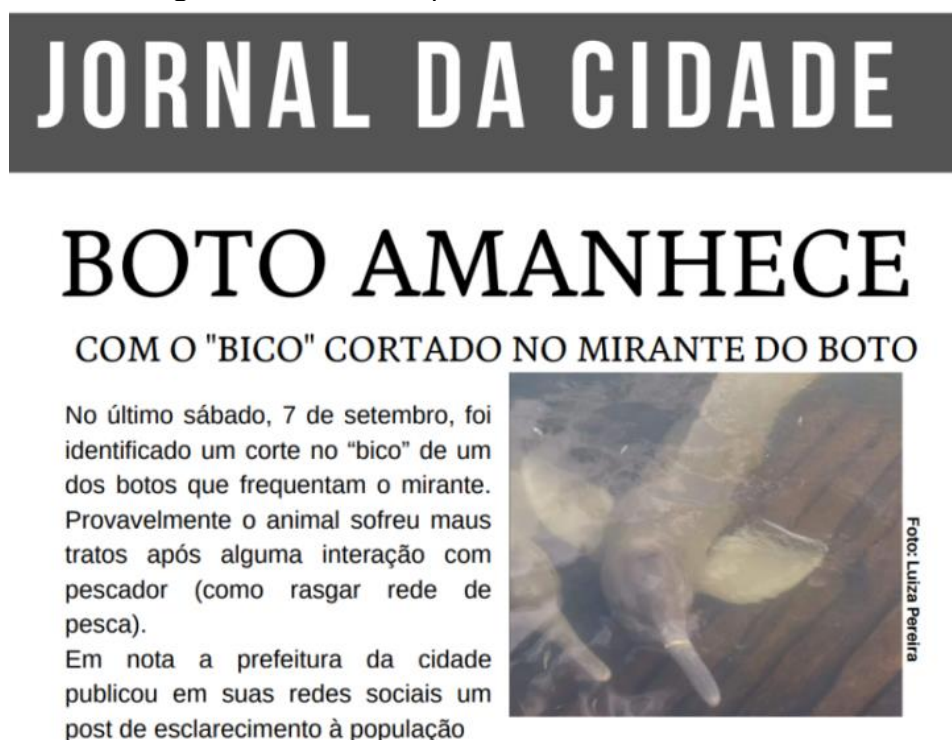 JORNAL DA CIDADE
BOTO AMANHECE
COM O "BICO" CORTADO NO MIRANTE DO BOTO
No último sábado, 7 de setembro, foi
identificado um corte no “bico” de um
dos botos que frequentam o mirante.
Provavelmente o animal sofreu maus
tratos após alguma interação com
pescador (como rasgar rede de
pesca).
Em nota a prefeitura da cidade
publicou em suas redes sociais um
post de esclarecimento à população
Foto: Luiza Pereira